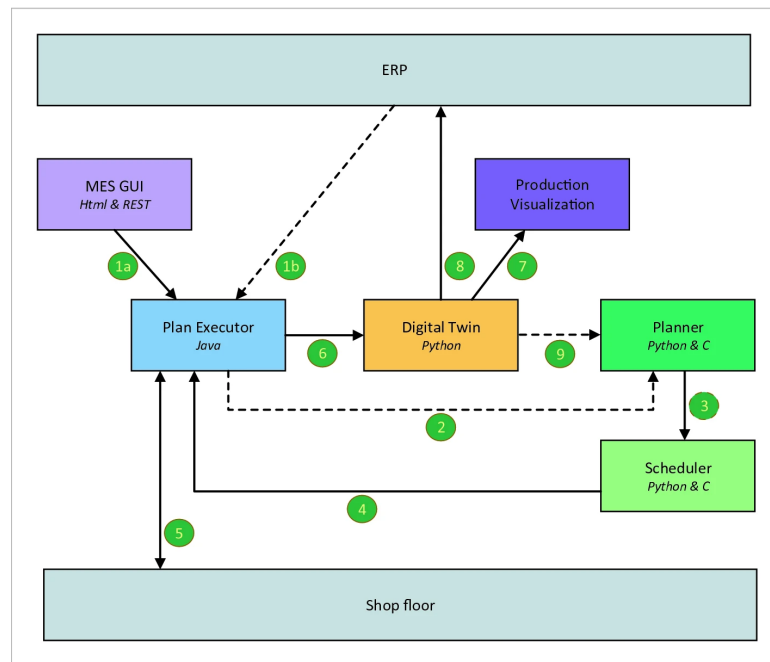 ERP
MES GUI
Html & REST
Production
Visualization
1a
1b
8
7
Plan Executor
Java
Digital Twin
Python
Planner
Python & C
6
9
2
3
Scheduler
Python & C
4
5
Shop floor